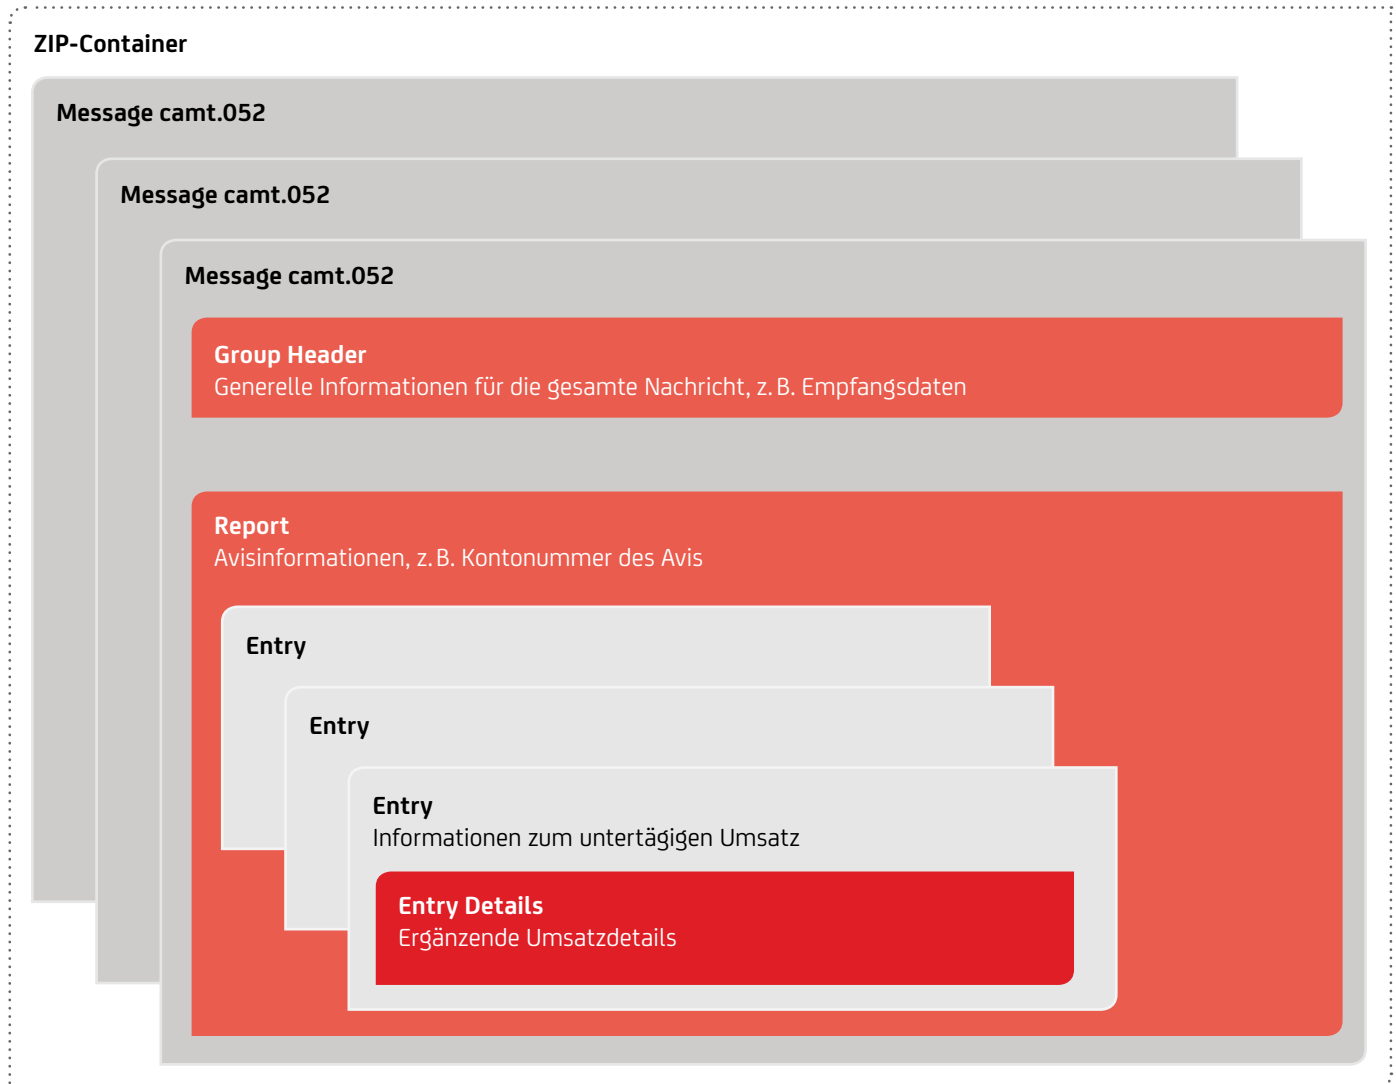 ZIP-Container
Message camt.052
Message camt.052
Message camt.052
Group Header
Generelle Informationen für die gesamte Nachricht, z. B. Empfangsdaten
Report
Avisinformationen, z. B. Kontonummer des Avis
Entry
Entry
Entry
Informationen zum untertägigen Umsatz
Entry Details
Ergänzende Umsatzdetails